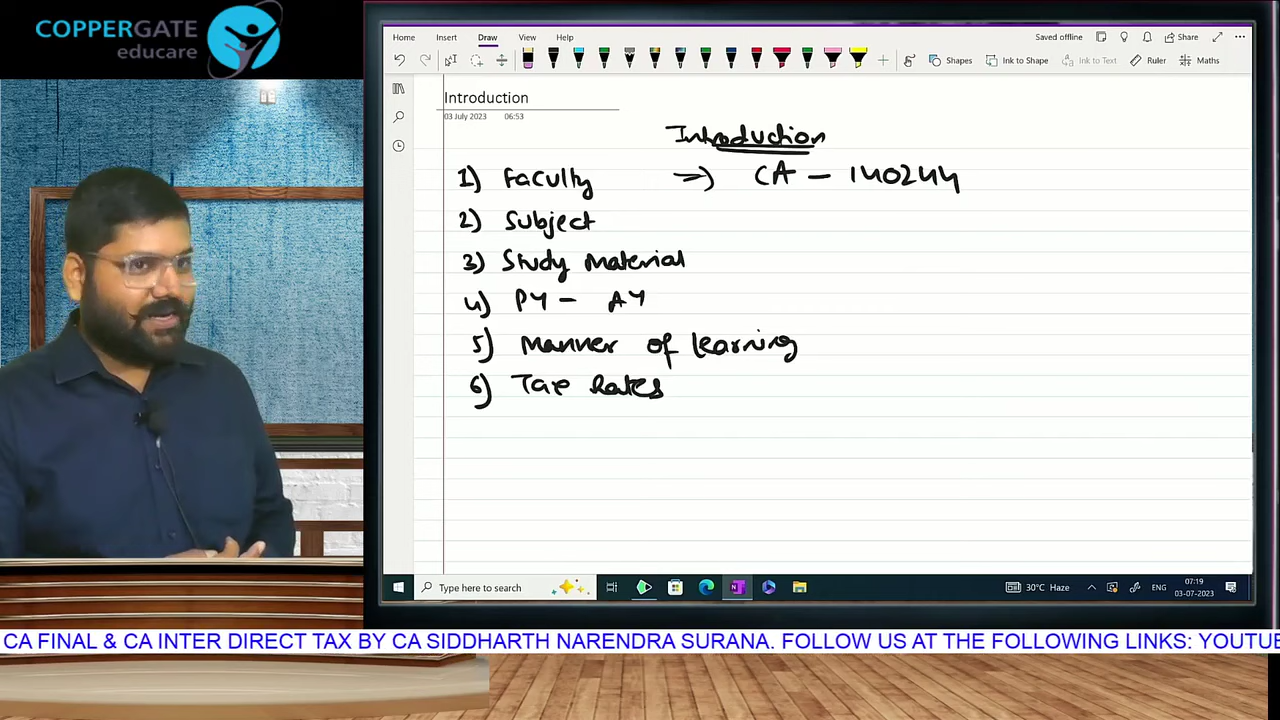 COPPERGATE
educare
Home Insert Draw View Help Saved offline Share
Shapes Ink to Shape Ink to Text Ruler Maths
Introduction
03 July 2023 06:53
Introduction
1) Faculty => CA - 140244
2) Subject
3) Study Material
4) PY - AY
5) Manner of learning
6) Tax Rates
Type here to search 30°C Haze ENG 07:19 03-07-2023
CA FINAL & CA INTER DIRECT TAX BY CA SIDDHARTH NARENDRA SURANA. FOLLOW US AT THE FOLLOWING LINKS: YOUTUBE